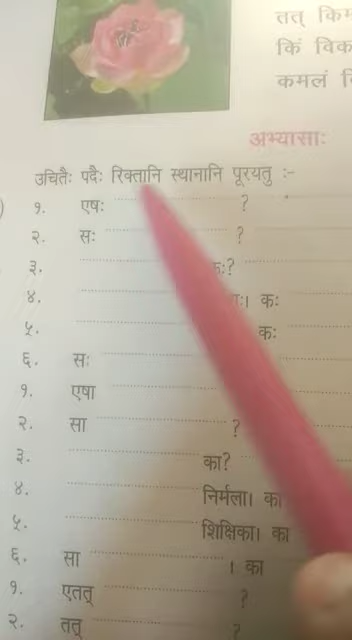 तत्
किं
कमलं
अभ्यासाः
उचितैः पदैः रिक्तानि स्थानानि पूरयतु :-
१. एषः ?
२. सः ?
३. कः?
४. । कः
५. कः
६. सः
१. एषा
२. सा ?
३. का?
४. निर्मला। का
५. शिक्षिका। का
६. सा । का
१. एतत् ?
२. तत् ?